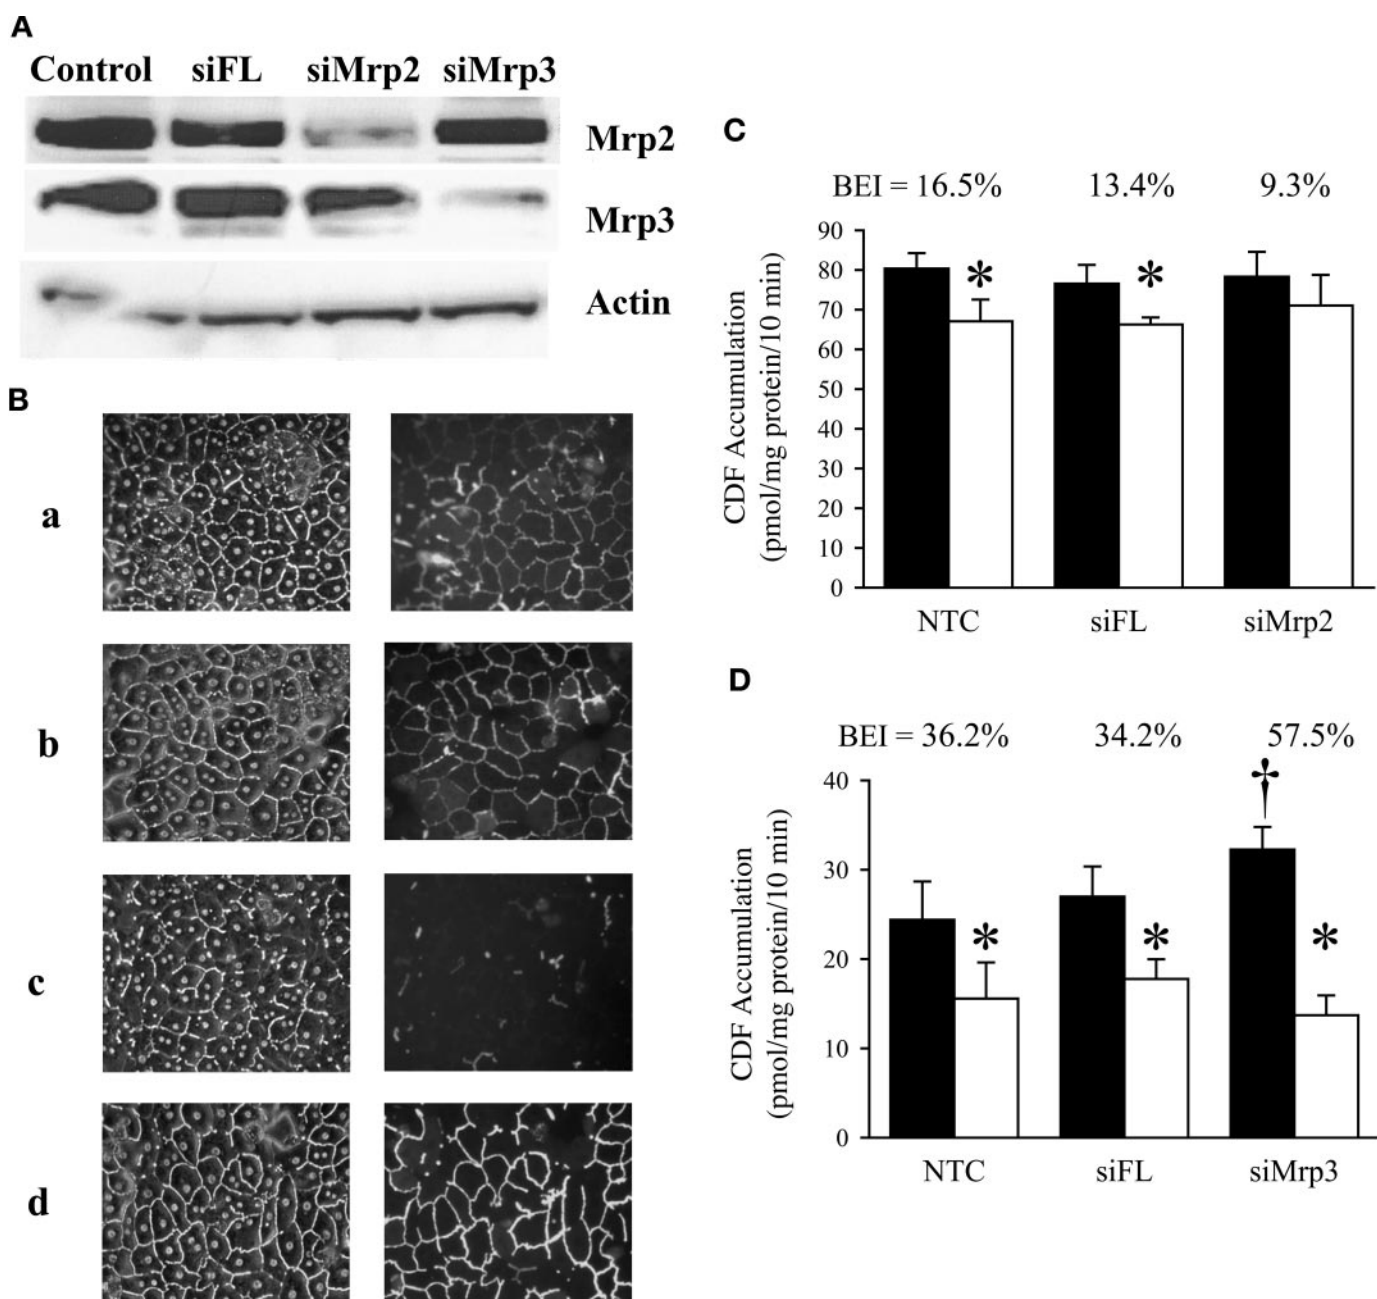 A
Control siFL siMrp2 siMrp3
Mrp2
Mrp3
Actin
B
a
b
c
d
C
BEI = 16.5% 13.4% 9.3%
CDF Accumulation
(pmol/mg protein/10 min)
90
80
70
60
50
40
30
20
10
0
* *
NTC siFL siMrp2
D
BEI = 36.2% 34.2% 57.5%
CDF Accumulation
(pmol/mg protein/10 min)
40
30
20
10
0
†
* * *
NTC siFL siMrp3